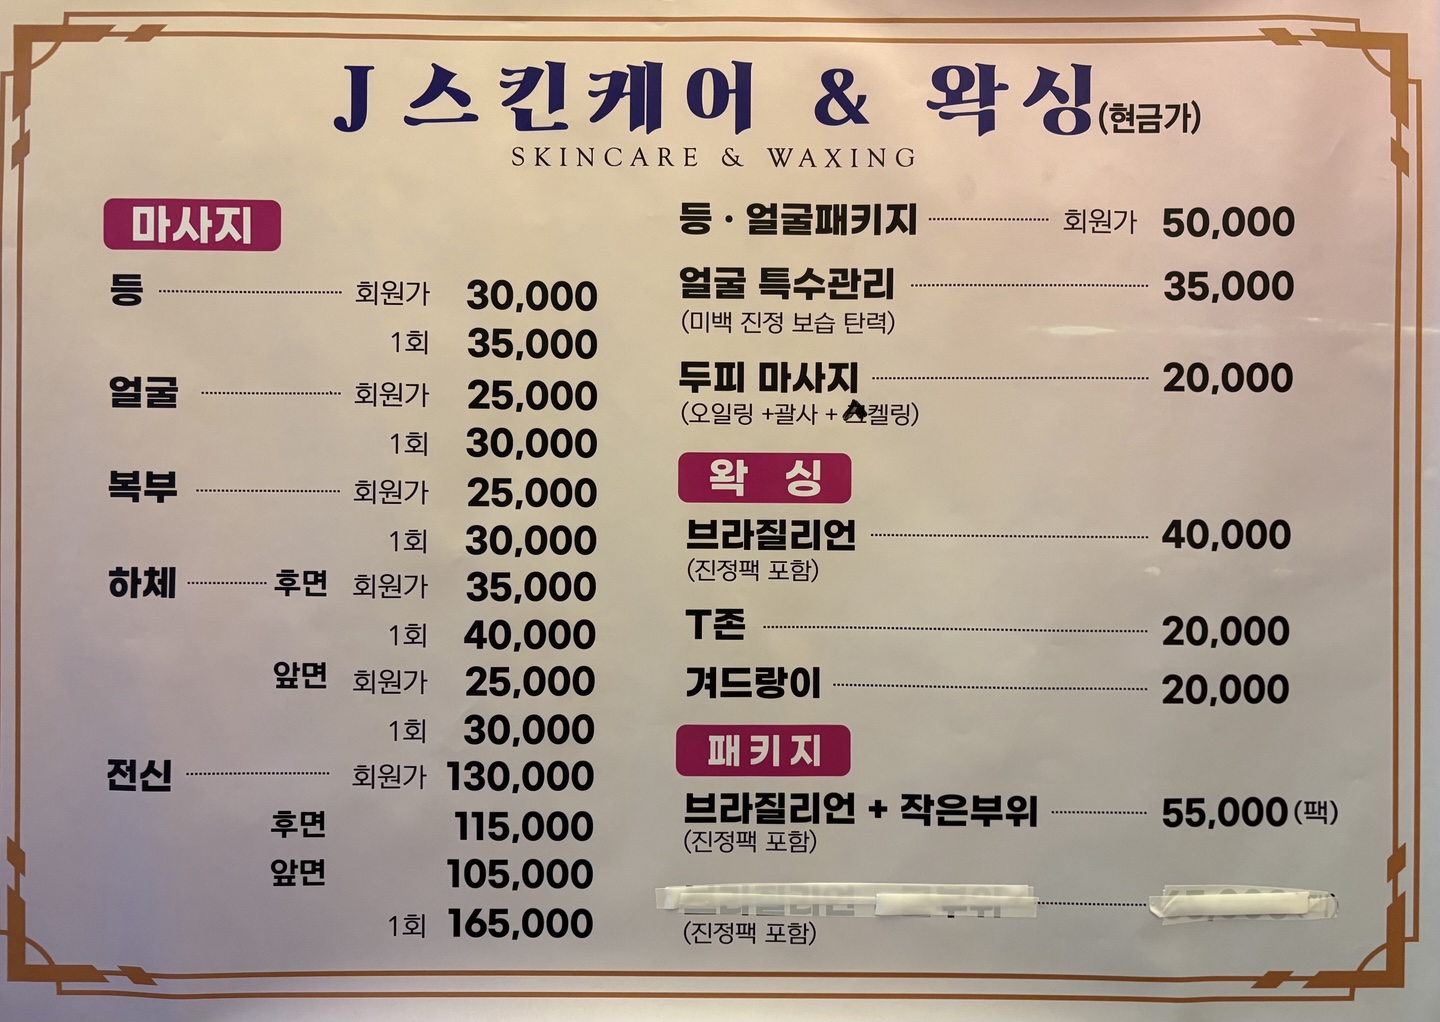 J 스킨케어 & 왁싱(현금가)
SKINCARE & WAXING
마사지
등 회원가 30,000
1회 35,000
얼굴 회원가 25,000
1회 30,000
복부 회원가 25,000
1회 30,000
하체 후면 회원가 35,000
1회 40,000
앞면 회원가 25,000
1회 30,000
전신 회원가 130,000
후면 115,000
앞면 105,000
1회 165,000
등 · 얼굴패키지 회원가 50,000
얼굴 특수관리 35,000
(미백 진정 보습 탄력)
두피 마사지 20,000
(오일링 +괄사 + 켈링)
왁 싱
브라질리언 40,000
(진정팩 포함)
T존 20,000
겨드랑이 20,000
패키지
브라질리언 + 작은부위 55,000(팩)
(진정팩 포함)
(진정팩 포함)